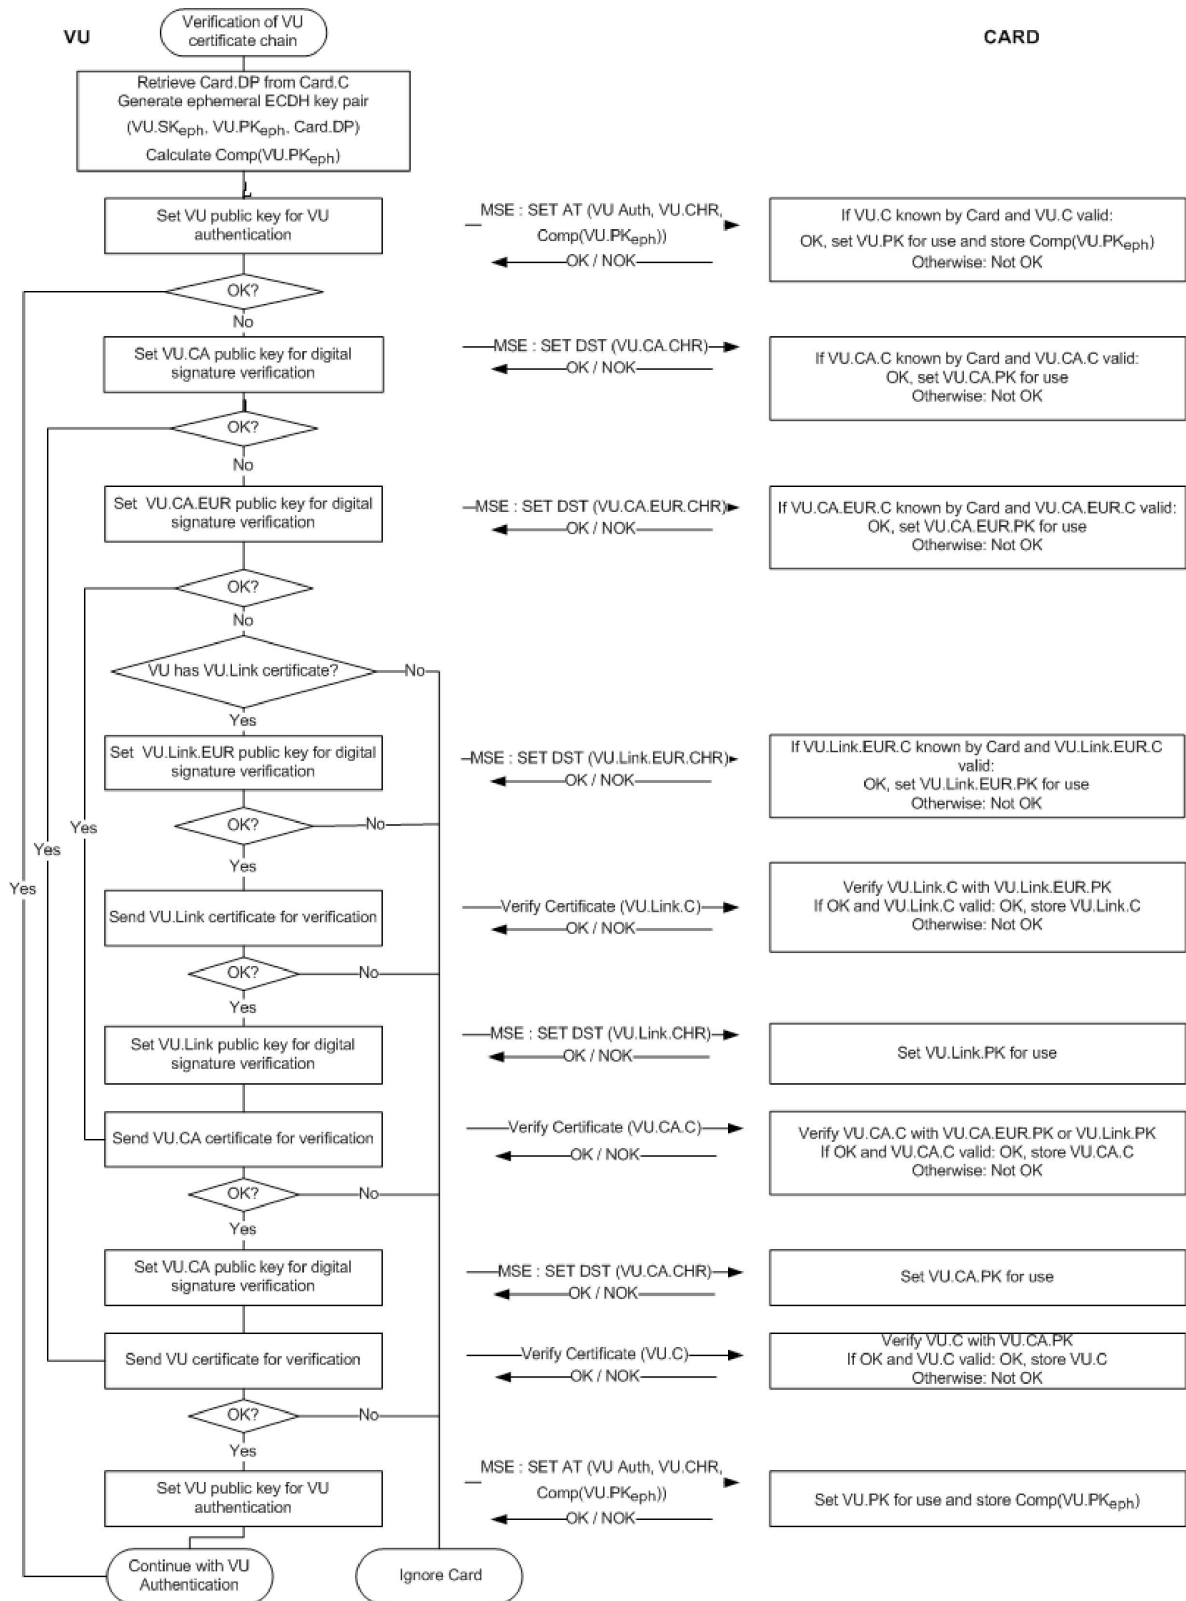 VU
Verification of VU
certificate chain
CARD
Retrieve Card.DP from Card.C
Generate ephemeral ECDH key pair
(VU.SKeph, VU.PKeph, Card.DP)
Calculate Comp(VU.PKeph)
Set VU public key for VU
authentication
MSE : SET AT (VU Auth, VU.CHR,
Comp(VU.PKeph))
OK / NOK
If VU.C known by Card and VU.C valid:
OK, set VU.PK for use and store Comp(VU.PKeph)
Otherwise: Not OK
OK?
No
Set VU.CA public key for digital
signature verification
MSE : SET DST (VU.CA.CHR)
OK / NOK
If VU.CA.C known by Card and VU.CA.C valid:
OK, set VU.CA.PK for use
Otherwise: Not OK
OK?
No
Set VU.CA.EUR public key for digital
signature verification
MSE : SET DST (VU.CA.EUR.CHR)
OK / NOK
If VU.CA.EUR.C known by Card and VU.CA.EUR.C valid:
OK, set VU.CA.EUR.PK for use
Otherwise: Not OK
OK?
No
VU has VU.Link certificate?
No
Yes
Set VU.Link.EUR public key for digital
signature verification
MSE : SET DST (VU.Link.EUR.CHR)
OK / NOK
If VU.Link.EUR.C known by Card and VU.Link.EUR.C
valid:
OK, set VU.Link.EUR.PK for use
Otherwise: Not OK
OK?
No
Yes
Yes
Yes
Yes
Send VU.Link certificate for verification
Verify Certificate (VU.Link.C)
OK / NOK
Verify VU.Link.C with VU.Link.EUR.PK
If OK and VU.Link.C valid: OK, store VU.Link.C
Otherwise: Not OK
OK?
No
Yes
Set VU.Link public key for digital
signature verification
MSE : SET DST (VU.Link.CHR)
OK / NOK
Set VU.Link.PK for use
Send VU.CA certificate for verification
Verify Certificate (VU.CA.C)
OK / NOK
Verify VU.CA.C with VU.CA.EUR.PK or VU.Link.PK
If OK and VU.CA.C valid: OK, store VU.CA.C
Otherwise: Not OK
OK?
No
Yes
Set VU.CA public key for digital
signature verification
MSE : SET DST (VU.CA.CHR)
OK / NOK
Set VU.CA.PK for use
Send VU certificate for verification
Verify Certificate (VU.C)
OK / NOK
Verify VU.C with VU.CA.PK
If OK and VU.C valid: OK, store VU.C
Otherwise: Not OK
OK?
No
Yes
Set VU public key for VU
authentication
MSE : SET AT (VU Auth, VU.CHR,
Comp(VU.PKeph))
OK / NOK
Set VU.PK for use and store Comp(VU.PKeph)
Continue with VU
Authentication
Ignore Card